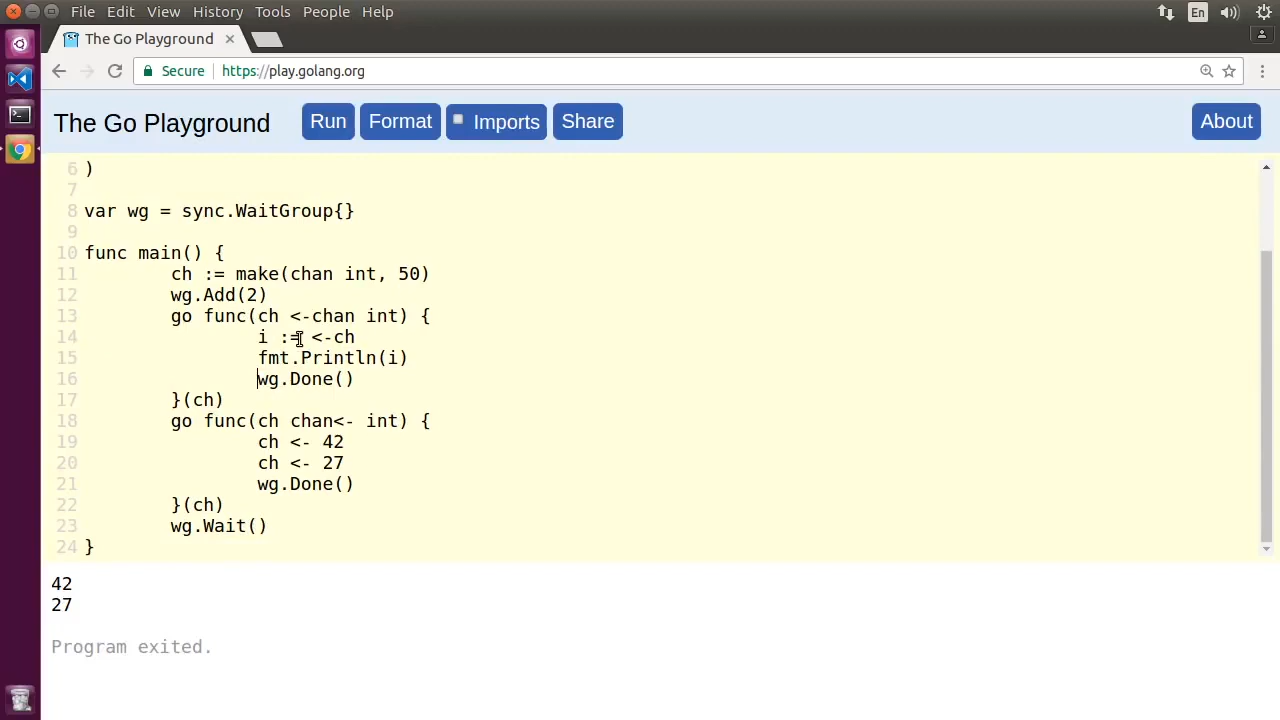 File Edit View History Tools People Help
En
The Go Playground
Secure https://play.golang.org
The Go Playground Run Format Imports Share About
6 )
7
8 var wg = sync.WaitGroup{}
9
10 func main() {
11 ch := make(chan int, 50)
12 wg.Add(2)
13 go func(ch <-chan int) {
14 i := <-ch
15 fmt.Println(i)
16 wg.Done()
17 }(ch)
18 go func(ch chan<- int) {
19 ch <- 42
20 ch <- 27
21 wg.Done()
22 }(ch)
23 wg.Wait()
24 }
42
27
Program exited.